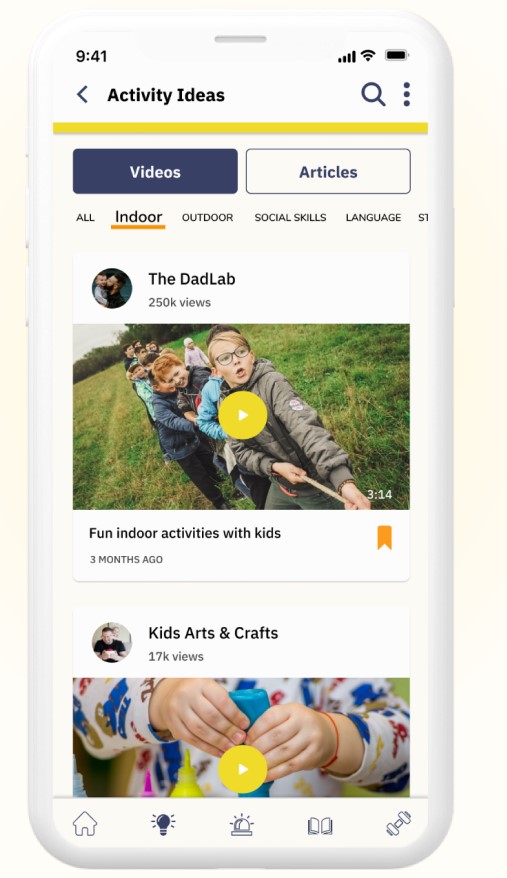 9:41
Activity Ideas
Videos Articles
ALL Indoor OUTDOOR SOCIAL SKILLS LANGUAGE ST
The DadLab
250k views
3:14
Fun indoor activities with kids
3 MONTHS AGO
Kids Arts & Crafts
17k views